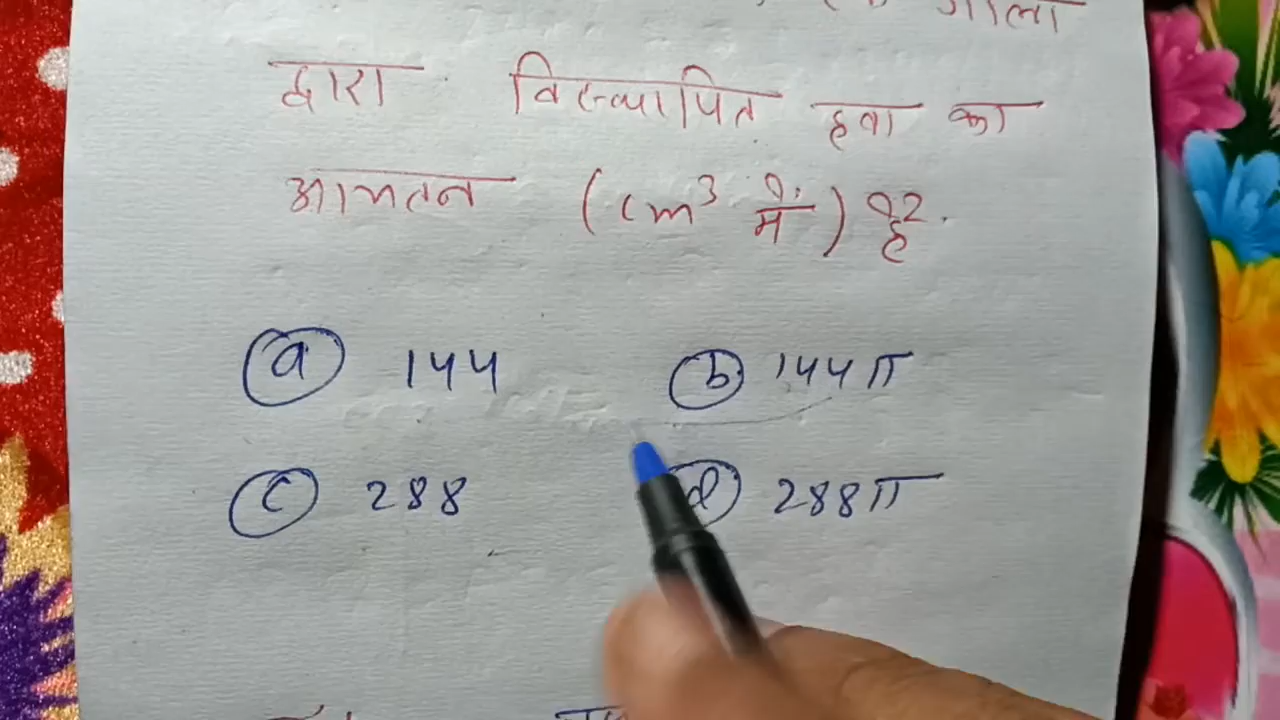 गोला
द्वारा विस्थापित हवा का
आयतन (cm³ में) है?
(a) 144 (b) 144π
(c) 288 (d) 288π